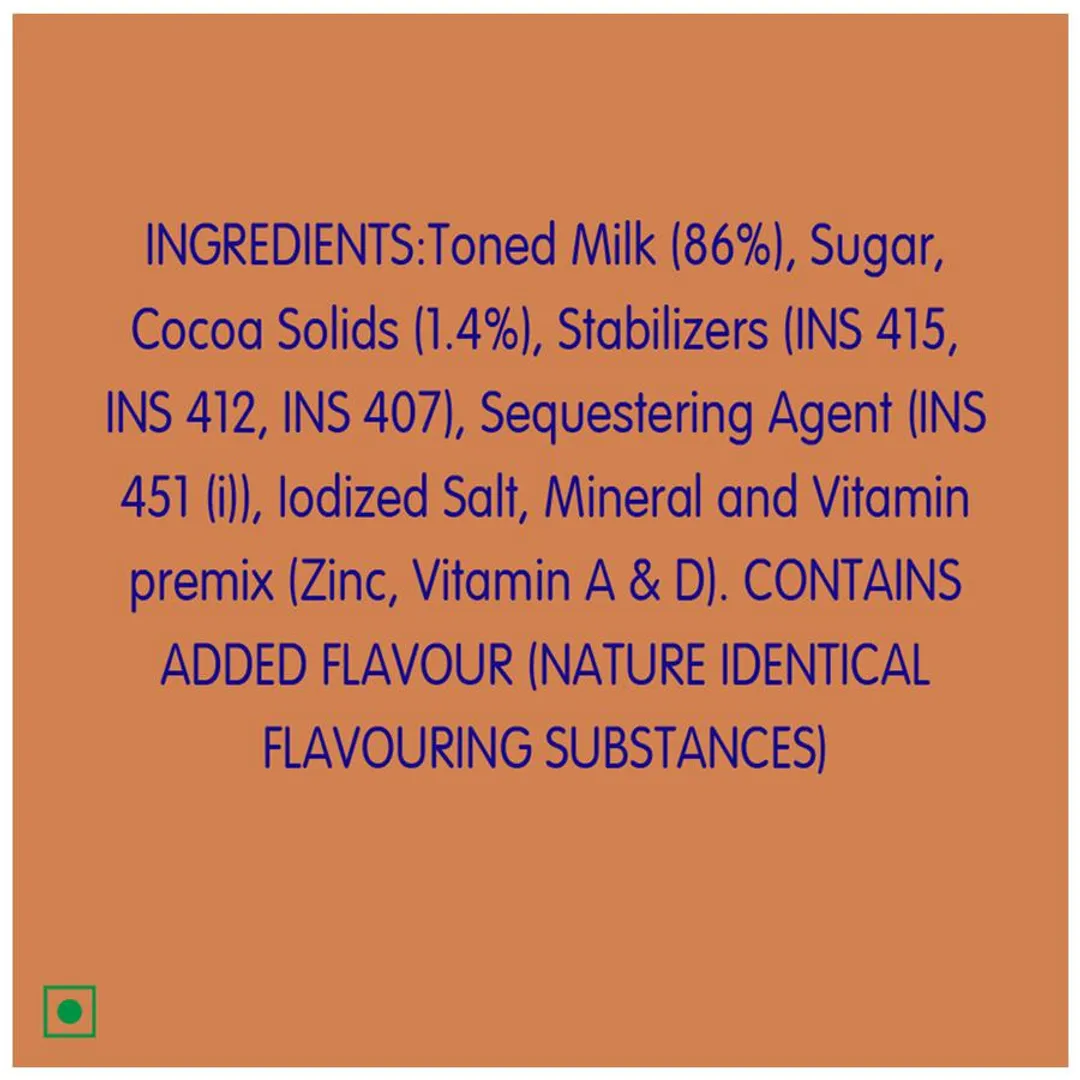 INGREDIENTS:Toned Milk (86%), Sugar,
Cocoa Solids (1.4%), Stabilizers (INS 415,
INS 412, INS 407), Sequestering Agent (INS
451 (i)), Iodized Salt, Mineral and Vitamin
premix (Zinc, Vitamin A & D). CONTAINS
ADDED FLAVOUR (NATURE IDENTICAL
FLAVOURING SUBSTANCES)